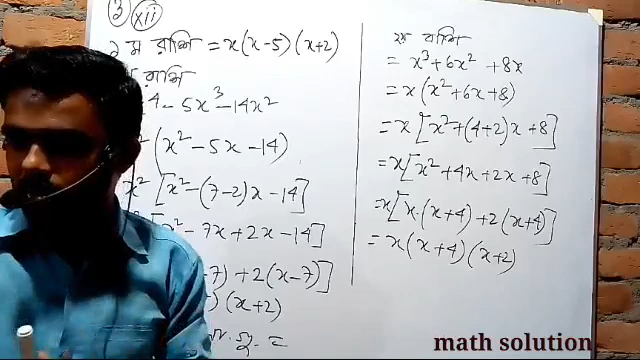 ③ xii
১ম রাশি = x(x-5)(x+2)
রাশি
4 - 5x³ - 14x²
(x² - 5x - 14)
x² [x² - (7-2)x - 14]
x² - 7x + 2x - 14]
-7) + 2(x-7)]
(x+2)
২য় রাশি
= x³ + 6x² + 8x
= x(x² + 6x + 8)
= x[x² + (4+2)x + 8]
= x[x² + 4x + 2x + 8]
= x[x·(x+4) + 2(x+4)]
= x(x+4)(x+2)
math solution